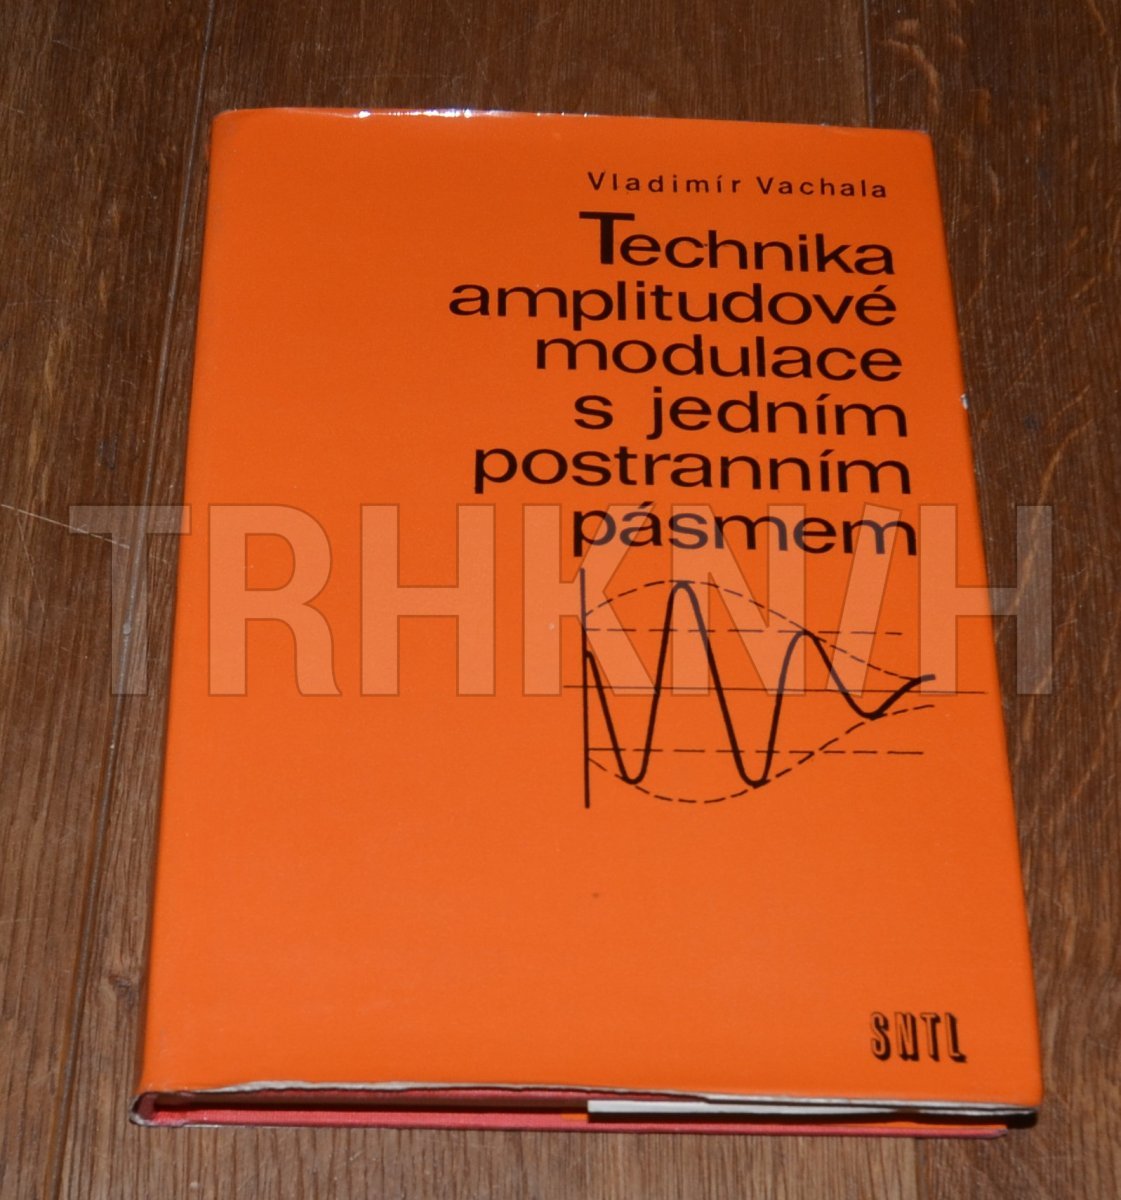 Vladimír Vachala
Technika
amplitudové
modulace
s jedním
postranním
pásmem
TRHKNIH
SNTL